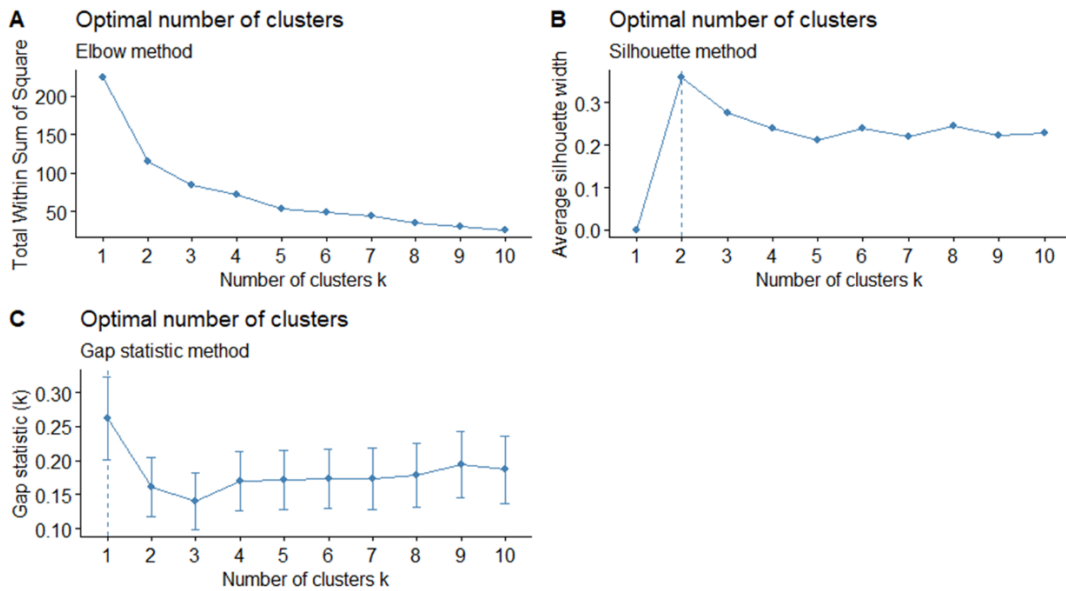 A
Optimal number of clusters
Elbow method
Total Within Sum of Square
200
150
100
50
1 2 3 4 5 6 7 8 9 10
Number of clusters k
B
Optimal number of clusters
Silhouette method
Average silhouette width
0.3
0.2
0.1
0.0
1 2 3 4 5 6 7 8 9 10
Number of clusters k
C
Optimal number of clusters
Gap statistic method
Gap statistic (k)
0.30
0.25
0.20
0.15
0.10
1 2 3 4 5 6 7 8 9 10
Number of clusters k